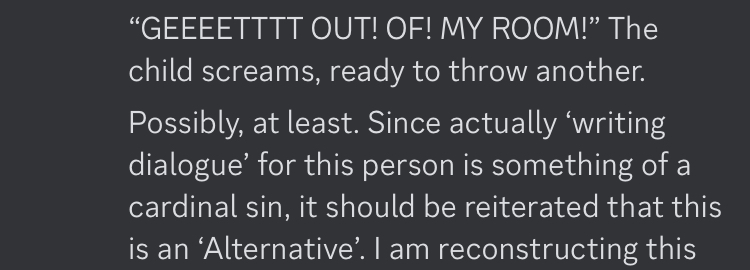 “GEEEETTTT OUT! OF! MY ROOM!” The
child screams, ready to throw another.
Possibly, at least. Since actually ‘writing
dialogue’ for this person is something of a
cardinal sin, it should be reiterated that this
is an ‘Alternative’. I am reconstructing this